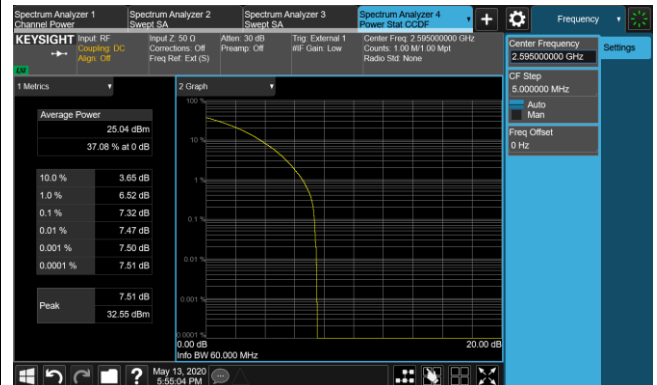 Spectrum Analyzer 1
Channel Power
Spectrum Analyzer 2
Swept SA
Spectrum Analyzer 3
Swept SA
Spectrum Analyzer 4
Power Stat CCDF
Frequency
KEYSIGHT
Input: RF
Coupling: DC
Align: Off
Input Z: 50 Ω
Corrections: Off
Freq Ref: Ext (S)
Atten: 30 dB
Preamp: Off
Trig: External 1
#IF Gain: Low
Center Freq: 2.595000000 GHz
Counts: 1.00 M/1.00 Mpt
Radio Std: None
Center Frequency
2.595000000 GHz
Settings
CF Step
5.000000 MHz
Auto
Man
Freq Offset
0 Hz
1 Metrics
2 Graph
Average Power
25.04 dBm
37.08 % at 0 dB
10.0 % 3.65 dB
1.0 % 6.52 dB
0.1 % 7.32 dB
0.01 % 7.47 dB
0.001 % 7.50 dB
0.0001 % 7.51 dB
Peak
7.51 dB
32.55 dBm
100 %
10 %
1 %
0.1 %
0.01 %
0.001 %
0.0001 %
0.00 dB
20.00 dB
Info BW 60.000 MHz
?
May 13, 2020
5:55:04 PM